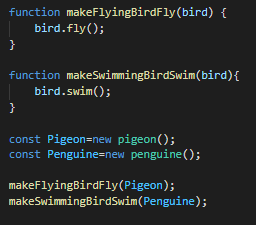 function makeFlyingBirdFly(bird) {
    bird.fly();
}

function makeSwimmingBirdSwim(bird){
    bird.swim();
}

const Pigeon=new pigeon();
const Penguine=new penguine();

makeFlyingBirdFly(Pigeon);
makeSwimmingBirdSwim(Penguine);